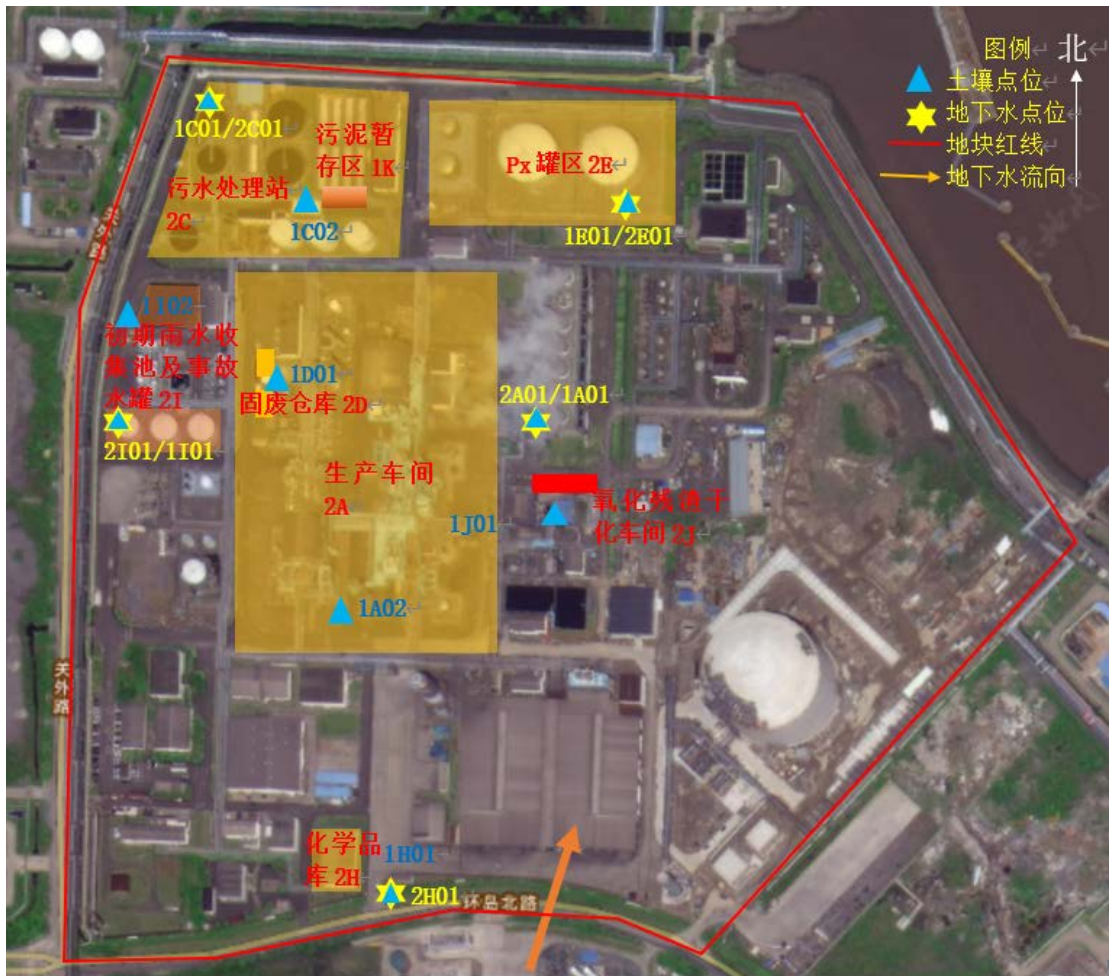 图例
北
土壤点位
地下水点位
地块红线
地下水流向
1C01/2C01
污泥暂
存区 1K
污水处理站
2C
1C02
Px 罐区 2E
1E01/2E01
1I02
初期雨水收
集池及事故
水罐 2I
2I01/1I01
1D01
固废仓库 2D
2A01/1A01
生产车间
2A
1J01
氧化残渣干
化车间 2J
1A02
关外路
化学品
库 2H
1H01
2H01
环岛北路